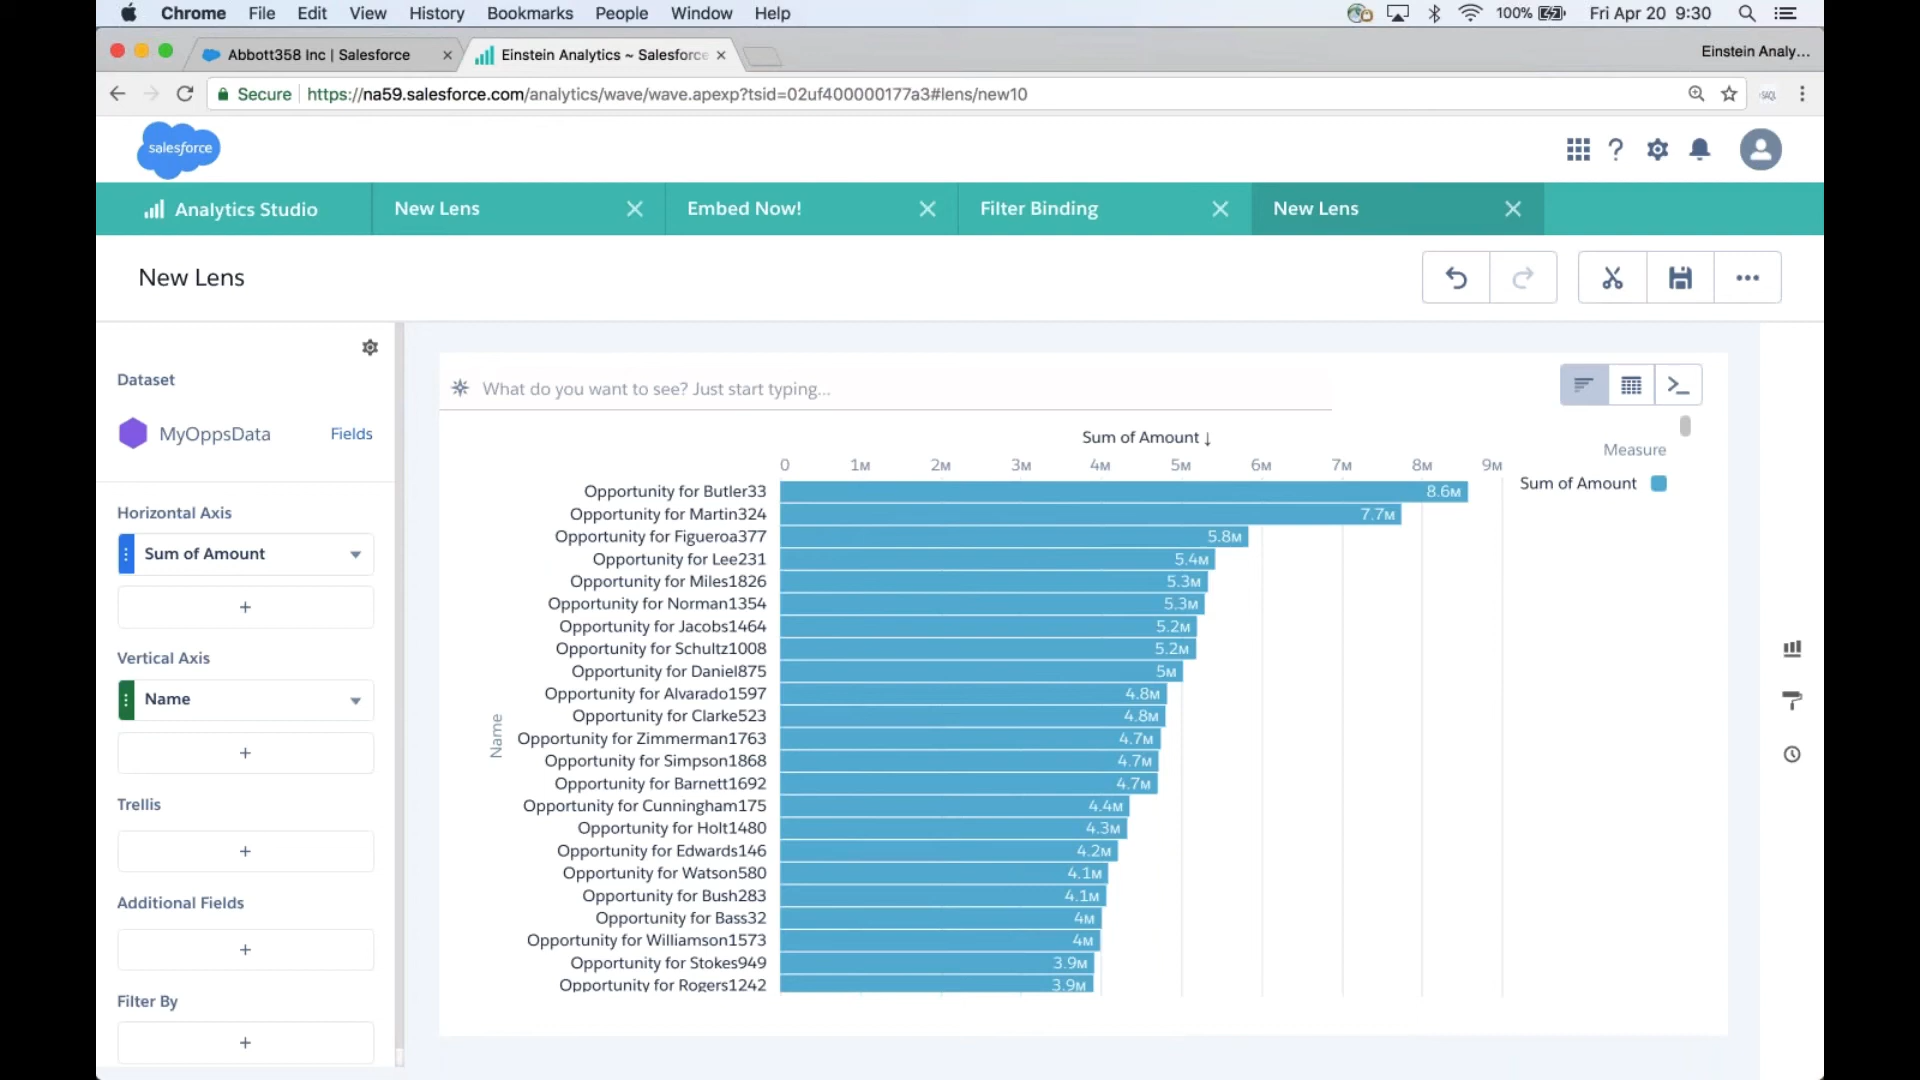 Chrome File Edit View History Bookmarks People Window Help 100% Fri Apr 20 9:30
Abbott358 Inc | Salesforce Einstein Analytics ~ Salesforce Einstein Analy...
Secure https://na59.salesforce.com/analytics/wave/wave.apexp?tsid=02uf400000177a3#lens/new10 SAQL
salesforce ?
Analytics Studio New Lens Embed Now! Filter Binding New Lens
New Lens
Dataset
MyOppsData Fields
Horizontal Axis
Sum of Amount
+
Vertical Axis
Name
+
Trellis
+
Additional Fields
+
Filter By
+
What do you want to see? Just start typing...
Sum of Amount ↓
0 1M 2M 3M 4M 5M 6M 7M 8M 9M
Measure
Sum of Amount
Name
Opportunity for Butler33 8.6M
Opportunity for Martin324 7.7M
Opportunity for Figueroa377 5.8M
Opportunity for Lee231 5.4M
Opportunity for Miles1826 5.3M
Opportunity for Norman1354 5.3M
Opportunity for Jacobs1464 5.2M
Opportunity for Schultz1008 5.2M
Opportunity for Daniel875 5M
Opportunity for Alvarado1597 4.8M
Opportunity for Clarke523 4.8M
Opportunity for Zimmerman1763 4.7M
Opportunity for Simpson1868 4.7M
Opportunity for Barnett1692 4.7M
Opportunity for Cunningham175 4.4M
Opportunity for Holt1480 4.3M
Opportunity for Edwards146 4.2M
Opportunity for Watson580 4.1M
Opportunity for Bush283 4.1M
Opportunity for Bass32 4M
Opportunity for Williamson1573 4M
Opportunity for Stokes949 3.9M
Opportunity for Rogers1242 3.9M